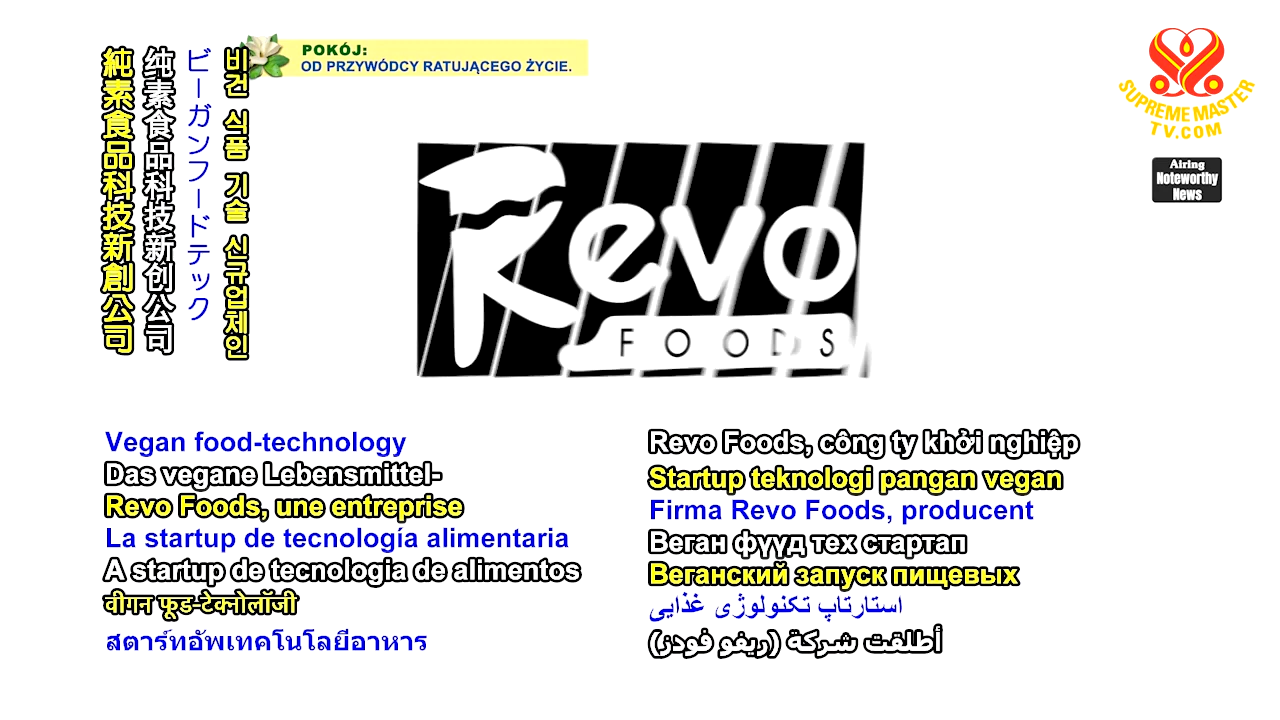 POKÓJ:
OD PRZYWÓDCY RATUJĄCEGO ŻYCIE.
SUPREME MASTER
TV.COM
Airing
Noteworthy
News
純素食品科技新創公司
纯素食品科技新创公司
ビーガンフードテック
비건 식품 기술 신규업체인
Revo
FOODS
Vegan food-technology
Das vegane Lebensmittel-
Revo Foods, une entreprise
La startup de tecnología alimentaria
A startup de tecnologia de alimentos
वीगन फूड-टेक्नोलॉजी
สตาร์ทอัพเทคโนโลยีอาหาร
Revo Foods, công ty khởi nghiệp
Startup teknologi pangan vegan
Firma Revo Foods, producent
Веган фүүд тех стартап
Веганский запуск пищевых
استارتاپ تکنولوژی غذایی
أطلقت شركة (ريفو فودز)